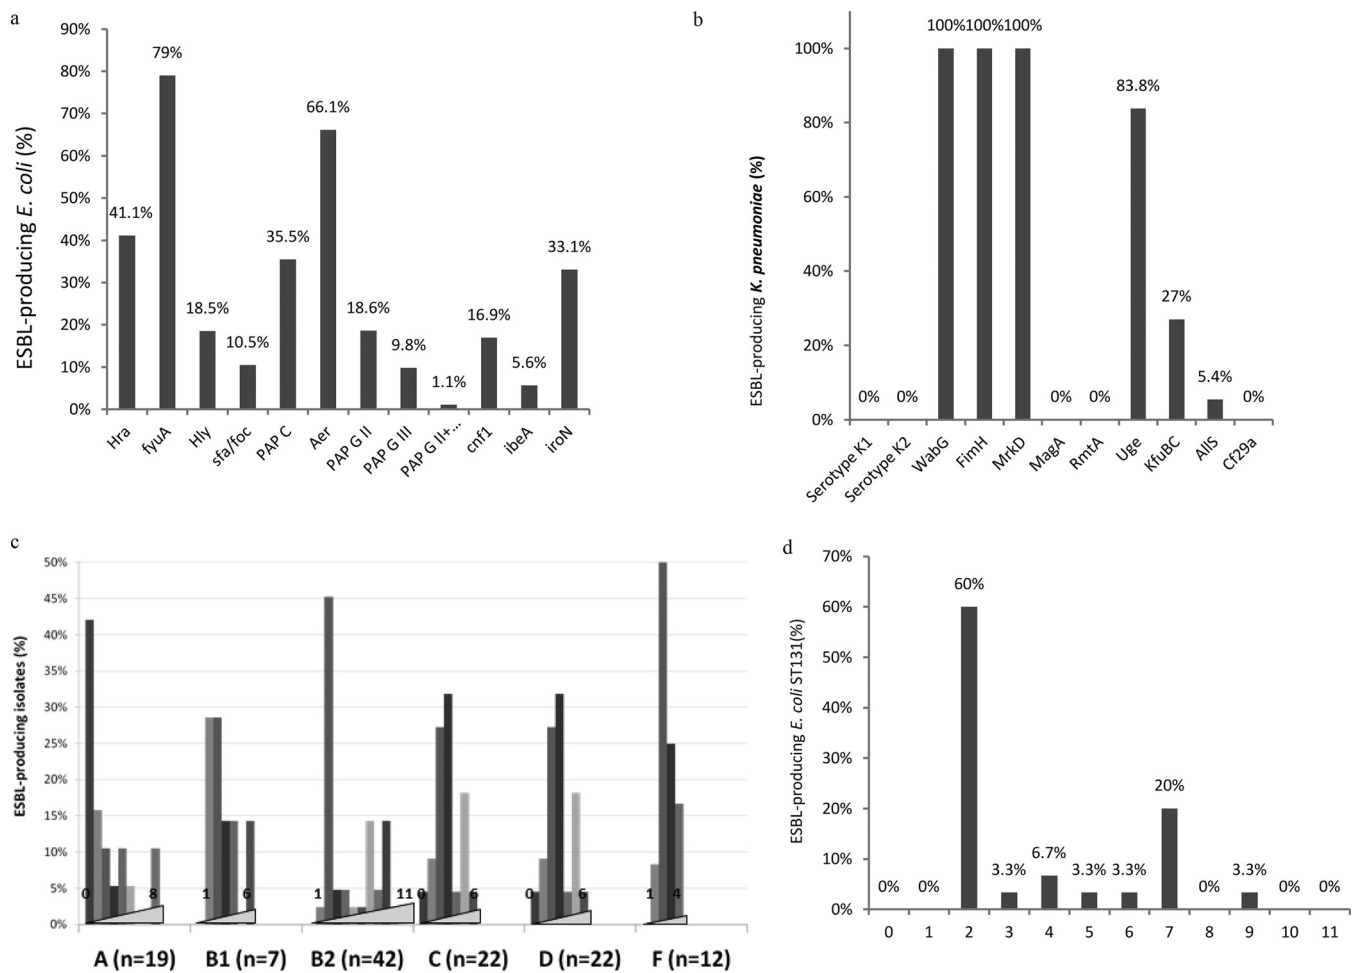 a
ESBL-producing E. coli (%)
90%
80%
70%
60%
50%
40%
30%
20%
10%
0%
41.1%
79%
18.5%
10.5%
35.5%
66.1%
18.6%
9.8%
1.1%
16.9%
5.6%
33.1%
Hra
fyuA
Hly
sfa/foc
PAP C
Aer
PAP G II
PAP G III
PAP G II+...
cnf1
ibeA
iroN
b
ESBL-producing K. pneumoniae (%)
100%
80%
60%
40%
20%
0%
0%
0%
100%
100%
100%
0%
0%
83.8%
27%
5.4%
0%
Serotype K1
Serotype K2
WabG
FimH
MrkD
MagA
RmtA
Uge
KfuBC
AllS
Cf29a
c
ESBL-producing isolates (%)
50%
45%
40%
35%
30%
25%
20%
15%
10%
5%
0%
0 8
1 6
1 11
0 6
0 6
1 4
A (n=19)
B1 (n=7)
B2 (n=42)
C (n=22)
D (n=22)
F (n=12)
d
ESBL-producing E. coli ST131(%)
70%
60%
50%
40%
30%
20%
10%
0%
0%
0%
60%
3.3%
6.7%
3.3%
3.3%
20%
0%
3.3%
0%
0%
0
1
2
3
4
5
6
7
8
9
10
11